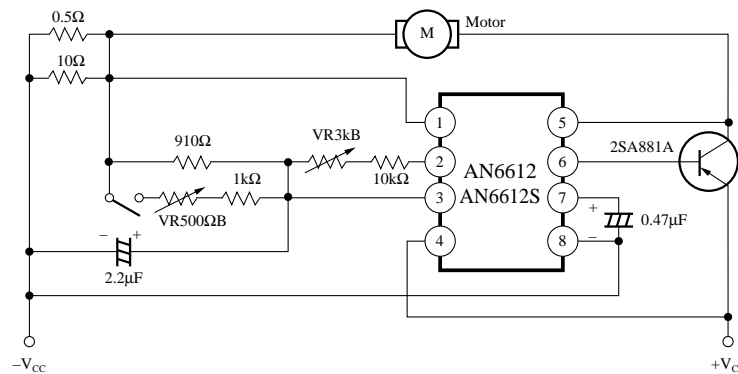 0.5Ω
M
Motor
10Ω
1
5
910Ω
VR3kB
2
6
2SA881A
10kΩ
AN6612
AN6612S
1kΩ
VR500ΩB
3
7
+
0.47μF
−
+
4
8
−
2.2μF
−VCC
+VC